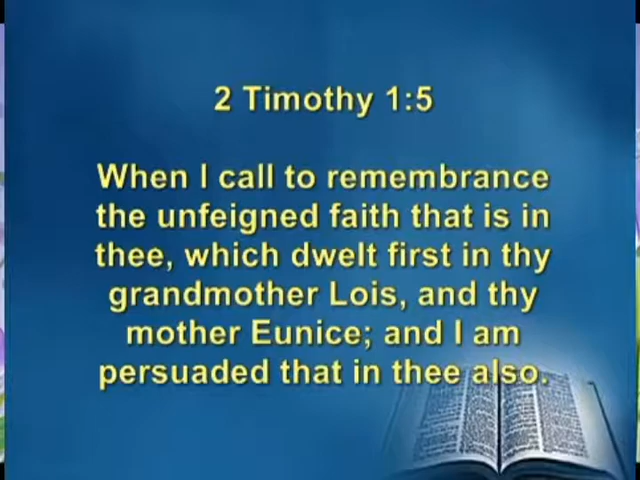 2 Timothy 1:5
When I call to remembrance
the unfeigned faith that is in
thee, which dwelt first in thy
grandmother Lois, and thy
mother Eunice; and I am
persuaded that in thee also.